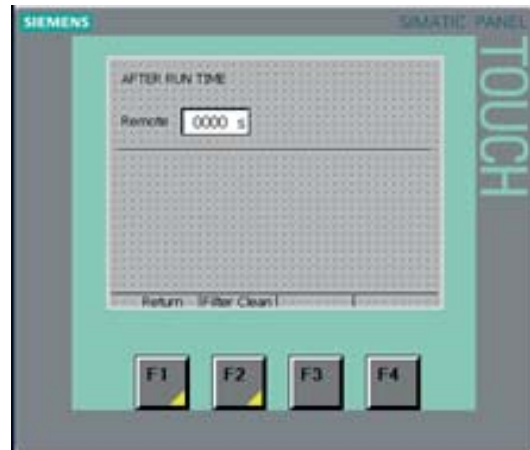 SIEMENS
SIMATIC PANEL
TOUCH
AFTER RUN TIME
Remote 0000 s
Return Filter Clean
F1 F2 F3 F4